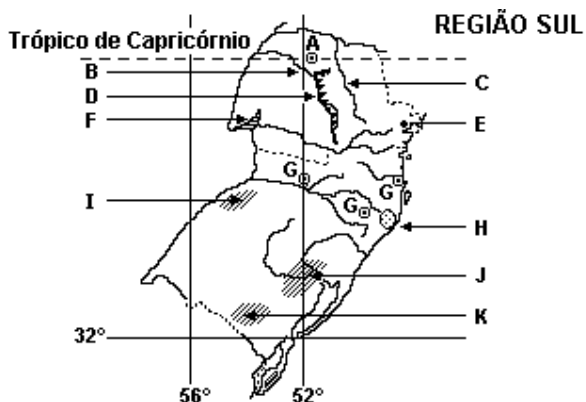 REGIÃO SUL
Trópico de Capricórnio
A
B
C
D
E
F
G
G
G
I
H
J
K
32°
56°
52°